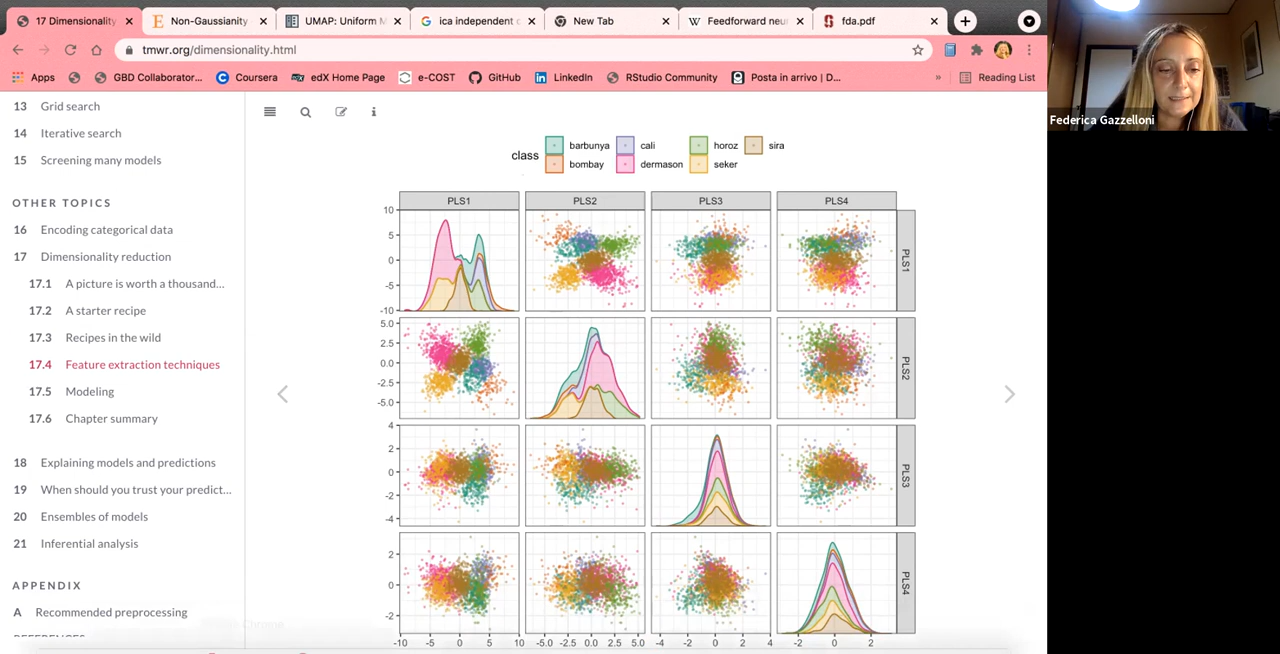 17 Dimensionality
Non-Gaussianity
UMAP: Uniform M
ica independent c
New Tab
Feedforward neu
fda.pdf
tmwr.org/dimensionality.html
Apps
GBD Collaborator...
Coursera
edX Home Page
e-COST
GitHub
LinkedIn
RStudio Community
Posta in arrivo | D...
»
Reading List
13 Grid search
14 Iterative search
15 Screening many models
OTHER TOPICS
16 Encoding categorical data
17 Dimensionality reduction
17.1 A picture is worth a thousand...
17.2 A starter recipe
17.3 Recipes in the wild
17.4 Feature extraction techniques
17.5 Modeling
17.6 Chapter summary
18 Explaining models and predictions
19 When should you trust your predict...
20 Ensembles of models
21 Inferential analysis
APPENDIX
A Recommended preprocessing
class
barbunya cali horoz sira
bombay dermason seker
PLS1 PLS2 PLS3 PLS4
10
5
0
-5
-10
PLS1
5.0
2.5
0.0
-2.5
-5.0
PLS2
4
2
0
-2
-4
PLS3
2
0
-2
PLS4
-10 -5 0 5 10
-5.0 -2.5 0.0 2.5 5.0
-4 -2 0 2 4
-2 0 2
Federica Gazzelloni